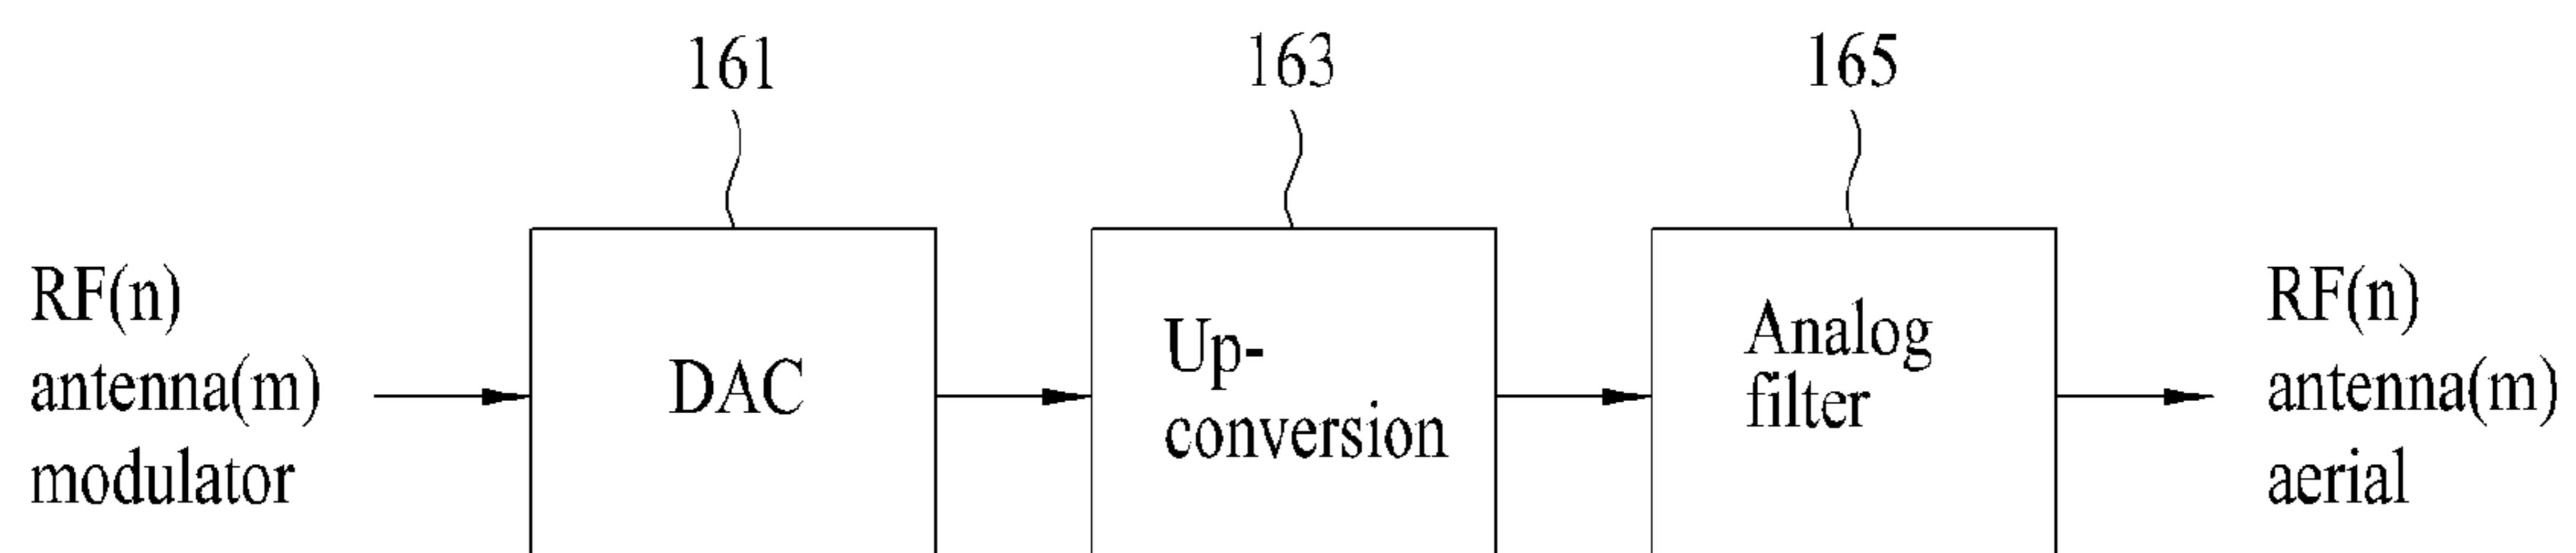 161
163
165
RF(n)
antenna(m)
modulator
DAC
Up-
conversion
Analog
filter
RF(n)
antenna(m)
aerial